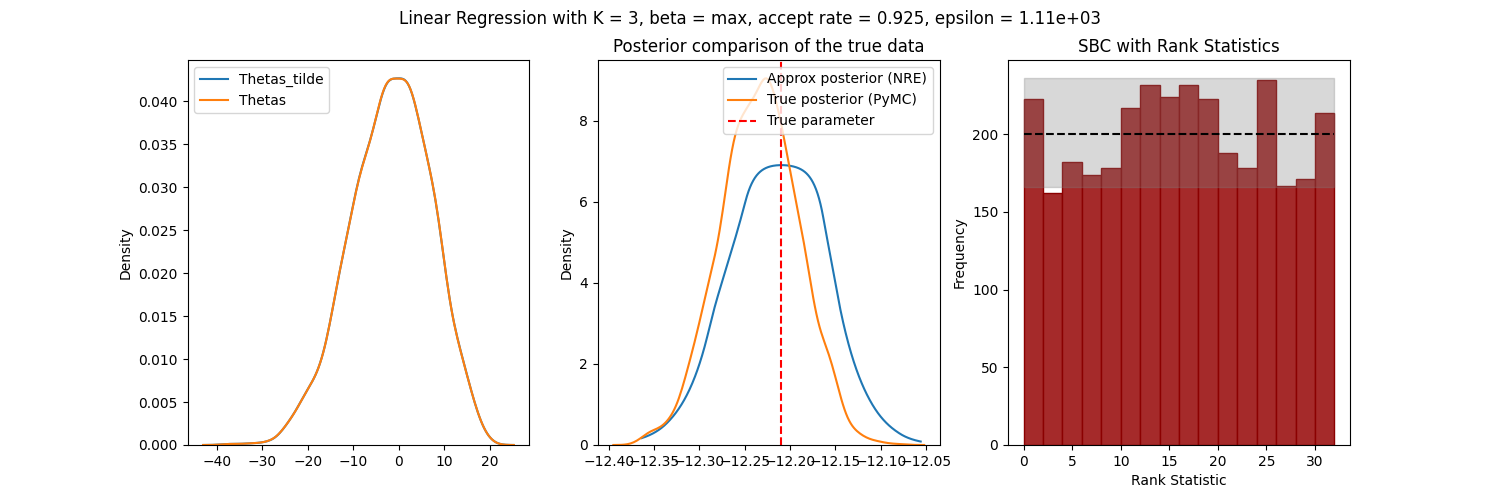 Linear Regression with K = 3, beta = max, accept rate = 0.925, epsilon = 1.11e+03
Thetas_tilde
Thetas
Density
0.040
0.035
0.030
0.025
0.020
0.015
0.010
0.005
0.000
−40 −30 −20 −10 0 10 20
Posterior comparison of the true data
Approx posterior (NRE)
True posterior (PyMC)
True parameter
Density
8
6
4
2
0
−12.40 −12.35 −12.30 −12.25 −12.20 −12.15 −12.10 −12.05
SBC with Rank Statistics
Frequency
200
150
100
50
0
0 5 10 15 20 25 30
Rank Statistic